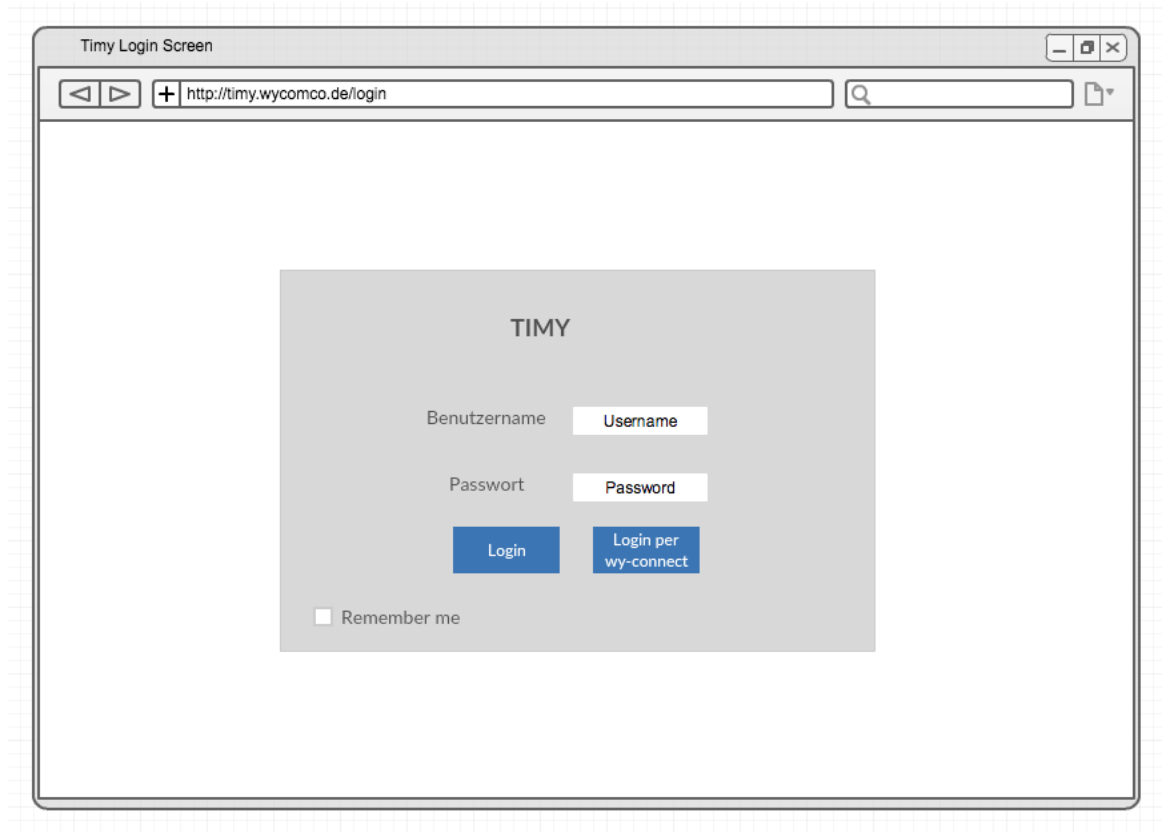 Timy Login Screen
http://timy.wycomco.de/login
TIMY
Benutzername
Username
Passwort
Password
Login
Login per
wy-connect
Remember me